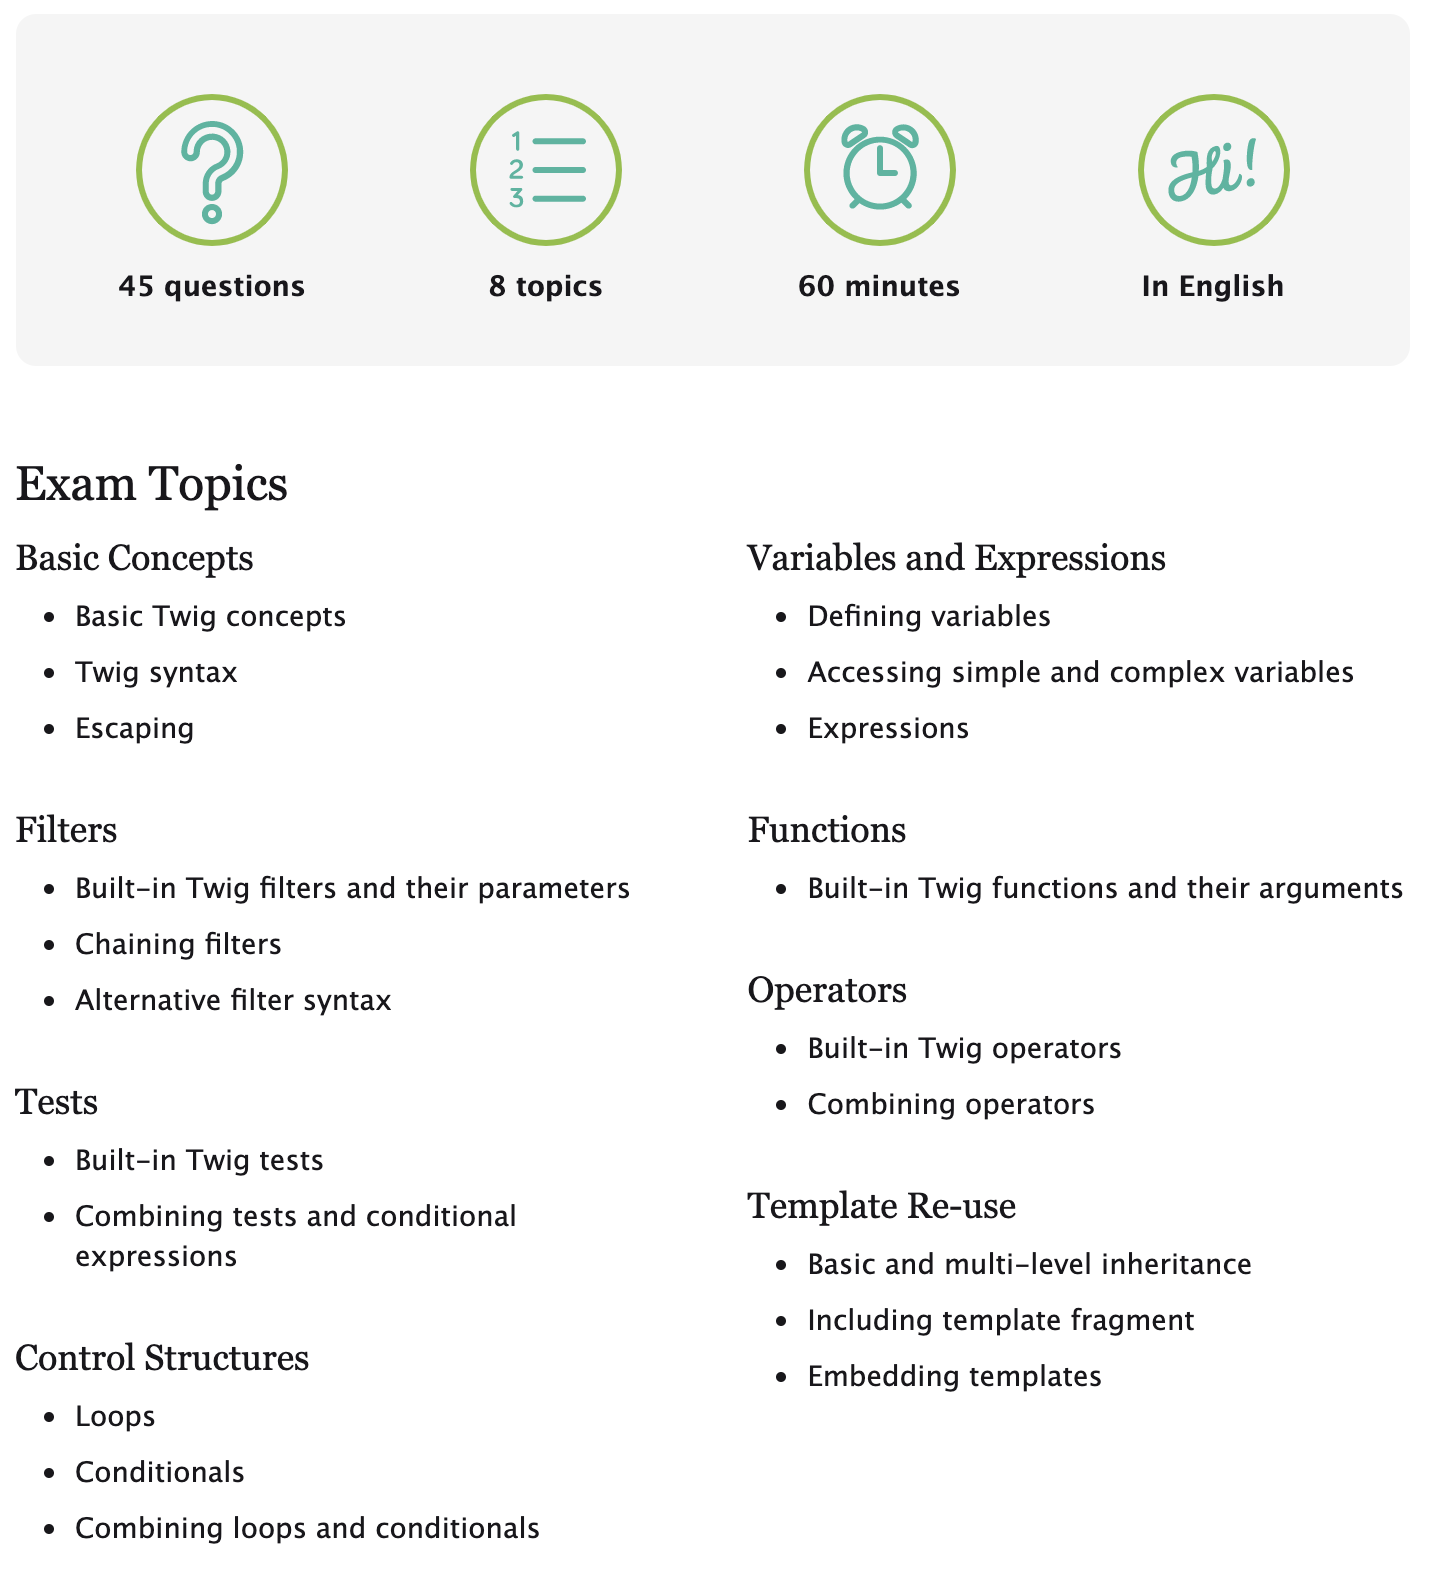 1
2
3
Hi!
45 questions
8 topics
60 minutes
In English
Exam Topics
Basic Concepts
• Basic Twig concepts
• Twig syntax
• Escaping
Filters
• Built-in Twig filters and their parameters
• Chaining filters
• Alternative filter syntax
Tests
• Built-in Twig tests
• Combining tests and conditional
expressions
Control Structures
• Loops
• Conditionals
• Combining loops and conditionals
Variables and Expressions
• Defining variables
• Accessing simple and complex variables
• Expressions
Functions
• Built-in Twig functions and their arguments
Operators
• Built-in Twig operators
• Combining operators
Template Re-use
• Basic and multi-level inheritance
• Including template fragment
• Embedding templates